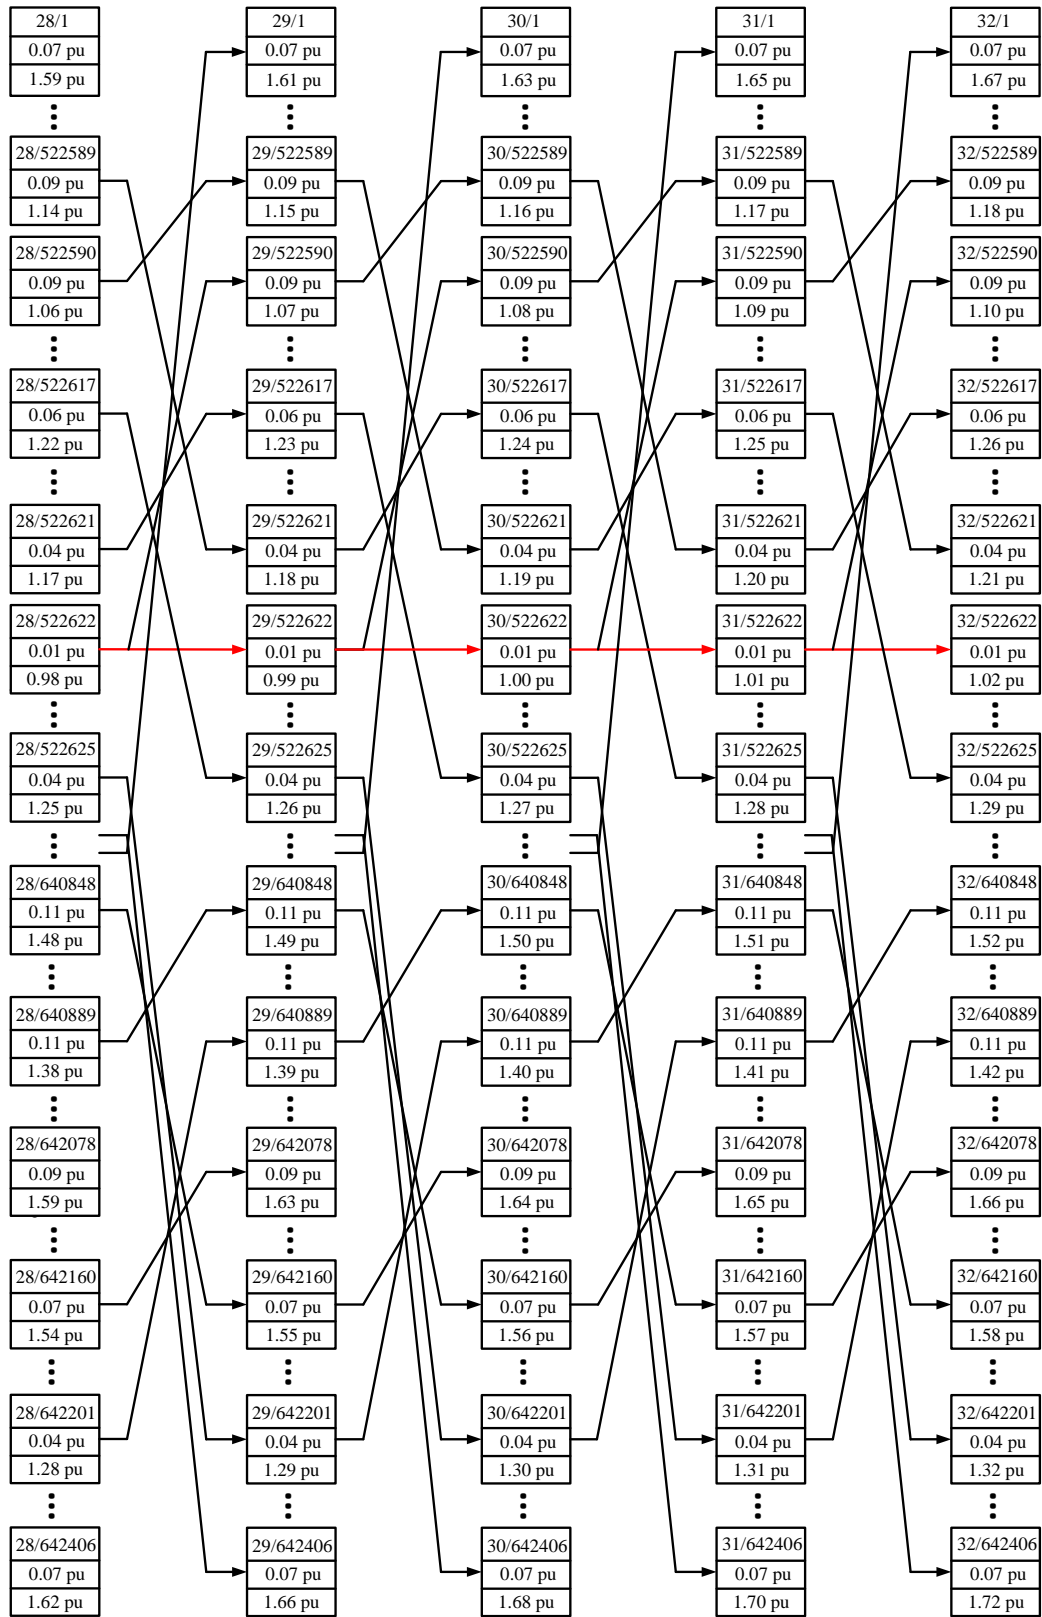 28/1 29/1 30/1 31/1 32/1
0.07 pu 0.07 pu 0.07 pu 0.07 pu 0.07 pu
1.59 pu 1.61 pu 1.63 pu 1.65 pu 1.67 pu
28/522589 29/522589 30/522589 31/522589 32/522589
0.09 pu 0.09 pu 0.09 pu 0.09 pu 0.09 pu
1.14 pu 1.15 pu 1.16 pu 1.17 pu 1.18 pu
28/522590 29/522590 30/522590 31/522590 32/522590
0.09 pu 0.09 pu 0.09 pu 0.09 pu 0.09 pu
1.06 pu 1.07 pu 1.08 pu 1.09 pu 1.10 pu
28/522617 29/522617 30/522617 31/522617 32/522617
0.06 pu 0.06 pu 0.06 pu 0.06 pu 0.06 pu
1.22 pu 1.23 pu 1.24 pu 1.25 pu 1.26 pu
28/522621 29/522621 30/522621 31/522621 32/522621
0.04 pu 0.04 pu 0.04 pu 0.04 pu 0.04 pu
1.17 pu 1.18 pu 1.19 pu 1.20 pu 1.21 pu
28/522622 29/522622 30/522622 31/522622 32/522622
0.01 pu 0.01 pu 0.01 pu 0.01 pu 0.01 pu
0.98 pu 0.99 pu 1.00 pu 1.01 pu 1.02 pu
28/522625 29/522625 30/522625 31/522625 32/522625
0.04 pu 0.04 pu 0.04 pu 0.04 pu 0.04 pu
1.25 pu 1.26 pu 1.27 pu 1.28 pu 1.29 pu
28/640848 29/640848 30/640848 31/640848 32/640848
0.11 pu 0.11 pu 0.11 pu 0.11 pu 0.11 pu
1.48 pu 1.49 pu 1.50 pu 1.51 pu 1.52 pu
28/640889 29/640889 30/640889 31/640889 32/640889
0.11 pu 0.11 pu 0.11 pu 0.11 pu 0.11 pu
1.38 pu 1.39 pu 1.40 pu 1.41 pu 1.42 pu
28/642078 29/642078 30/642078 31/642078 32/642078
0.09 pu 0.09 pu 0.09 pu 0.09 pu 0.09 pu
1.59 pu 1.63 pu 1.64 pu 1.65 pu 1.66 pu
28/642160 29/642160 30/642160 31/642160 32/642160
0.07 pu 0.07 pu 0.07 pu 0.07 pu 0.07 pu
1.54 pu 1.55 pu 1.56 pu 1.57 pu 1.58 pu
28/642201 29/642201 30/642201 31/642201 32/642201
0.04 pu 0.04 pu 0.04 pu 0.04 pu 0.04 pu
1.28 pu 1.29 pu 1.30 pu 1.31 pu 1.32 pu
28/642406 29/642406 30/642406 31/642406 32/642406
0.07 pu 0.07 pu 0.07 pu 0.07 pu 0.07 pu
1.62 pu 1.66 pu 1.68 pu 1.70 pu 1.72 pu